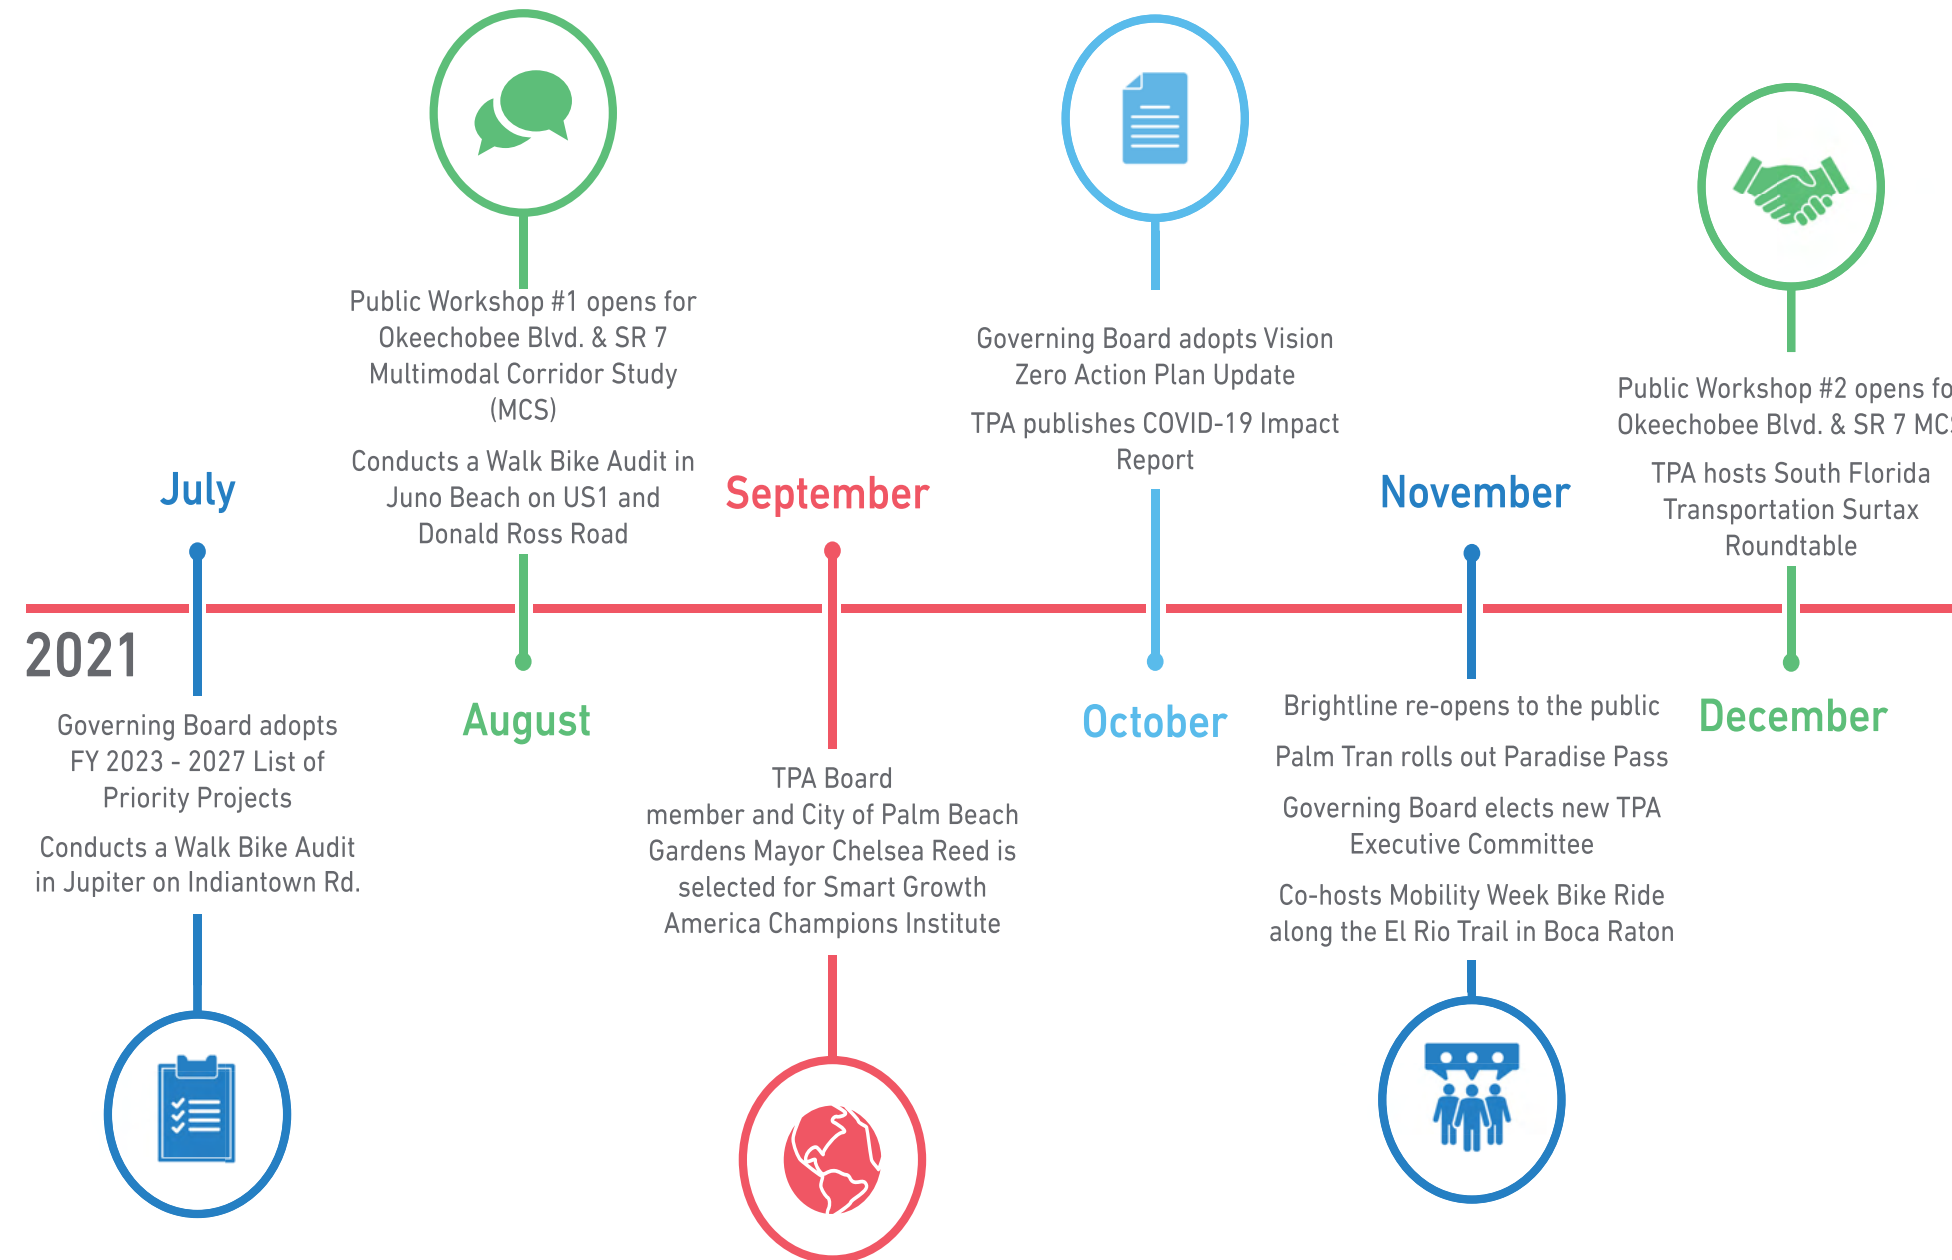 2021
July
Governing Board adopts
FY 2023 - 2027 List of
Priority Projects
Conducts a Walk Bike Audit
in Jupiter on Indiantown Rd.
Public Workshop #1 opens for
Okeechobee Blvd. & SR 7
Multimodal Corridor Study
(MCS)
Conducts a Walk Bike Audit in
Juno Beach on US1 and
Donald Ross Road
August
September
TPA Board
member and City of Palm Beach
Gardens Mayor Chelsea Reed is
selected for Smart Growth
America Champions Institute
Governing Board adopts Vision
Zero Action Plan Update
TPA publishes COVID-19 Impact
Report
October
November
Brightline re-opens to the public
Palm Tran rolls out Paradise Pass
Governing Board elects new TPA
Executive Committee
Co-hosts Mobility Week Bike Ride
along the El Rio Trail in Boca Raton
Public Workshop #2 opens fo
Okeechobee Blvd. & SR 7 MC
TPA hosts South Florida
Transportation Surtax
Roundtable
December